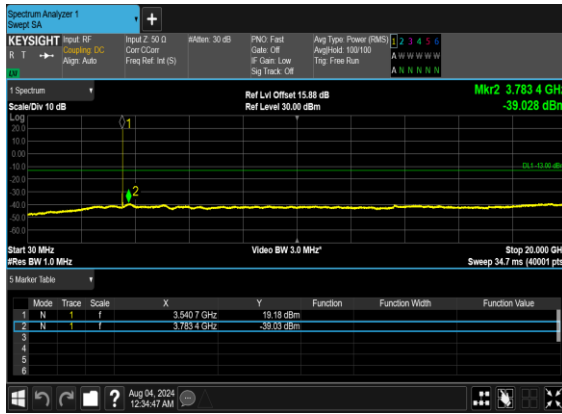 Spectrum Analyzer 1
Swept SA
+
KEYSIGHT Input: RF Input Z: 50 Ω #Atten: 30 dB PNO: Fast Avg Type: Power (RMS) 1 2 3 4 5 6
R T Coupling: DC Corr CCorr Gate: Off Avg|Hold: 100/100 A W W W W W
Align: Auto Freq Ref: Int (S) IF Gain: Low Trig: Free Run
Sig Track: Off A N N N N N
1 Spectrum
Scale/Div 10 dB
Ref Lvl Offset 15.88 dB
Ref Level 30.00 dBm
Mkr2 3.783 4 GHz
-39.028 dBm
Log
20.0
10.0
0.00
-10.0
-20.0
-30.0
-40.0
-50.0
-60.0
1
2
DL1 -13.00 dBm
Start 30 MHz Video BW 3.0 MHz* Stop 20.000 GH
#Res BW 1.0 MHz Sweep 34.7 ms (40001 pts
5 Marker Table
Mode Trace Scale X Y Function Function Width Function Value
1 N 1 f 3.540 7 GHz 19.18 dBm
2 N 1 f 3.783 4 GHz -39.03 dBm
3
4
5
6
?
Aug 04, 2024
12:34:47 AM